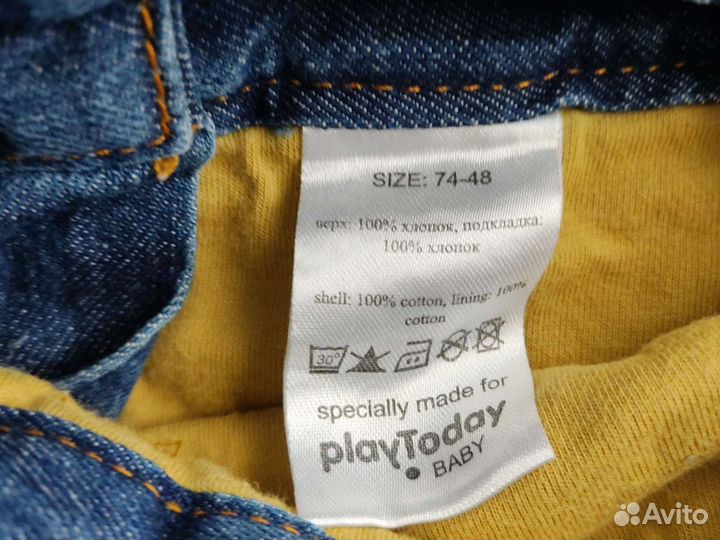 SIZE: 74-48
верх: 100% хлопок, подкладка:
100% хлопок
shell: 100% cotton, lining: 100%
cotton
30°
specially made for
playToday
BABY
Avito